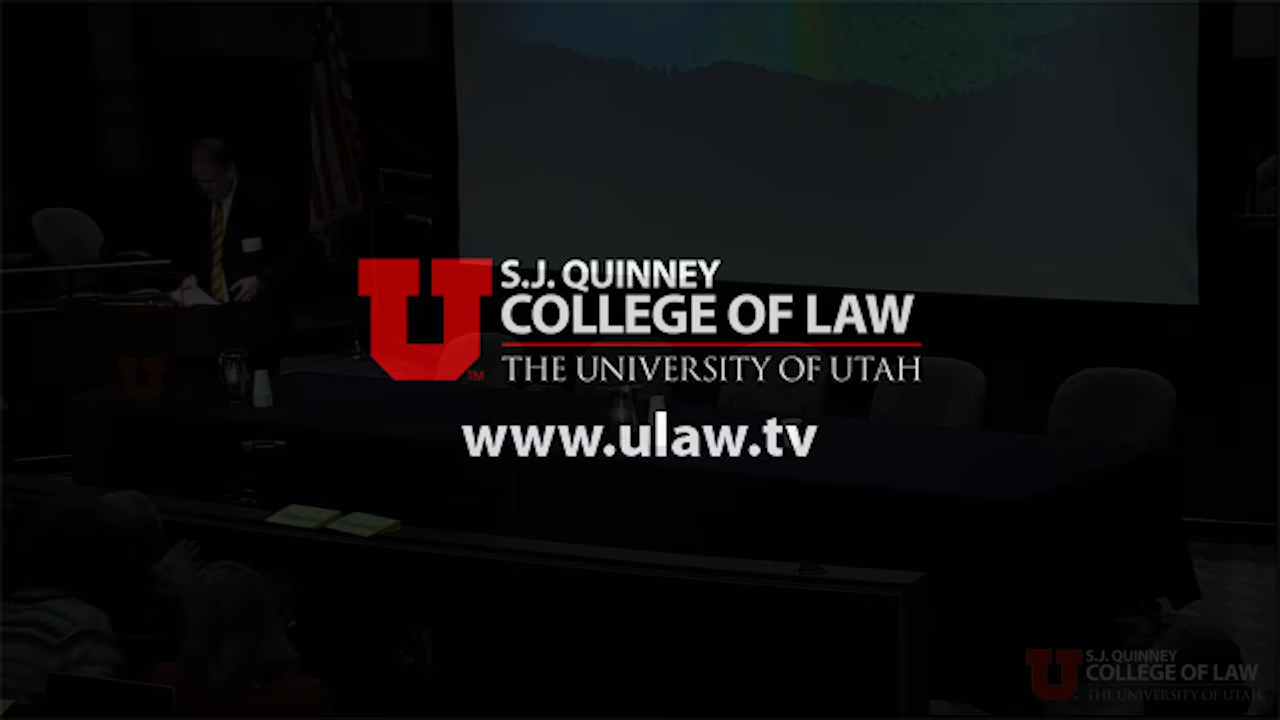 S.J. QUINNEY
COLLEGE OF LAW
THE UNIVERSITY OF UTAH
TM
www.ulaw.tv
S.J. QUINNEY
COLLEGE OF LAW
THE UNIVERSITY OF UTAH